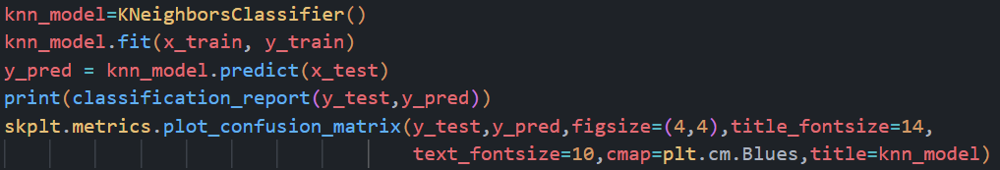 knn_model=KNeighborsClassifier()
knn_model.fit(x_train, y_train)
y_pred = knn_model.predict(x_test)
print(classification_report(y_test,y_pred))
skplt.metrics.plot_confusion_matrix(y_test,y_pred,figsize=(4,4),title_fontsize=14,
                                    text_fontsize=10,cmap=plt.cm.Blues,title=knn_model)